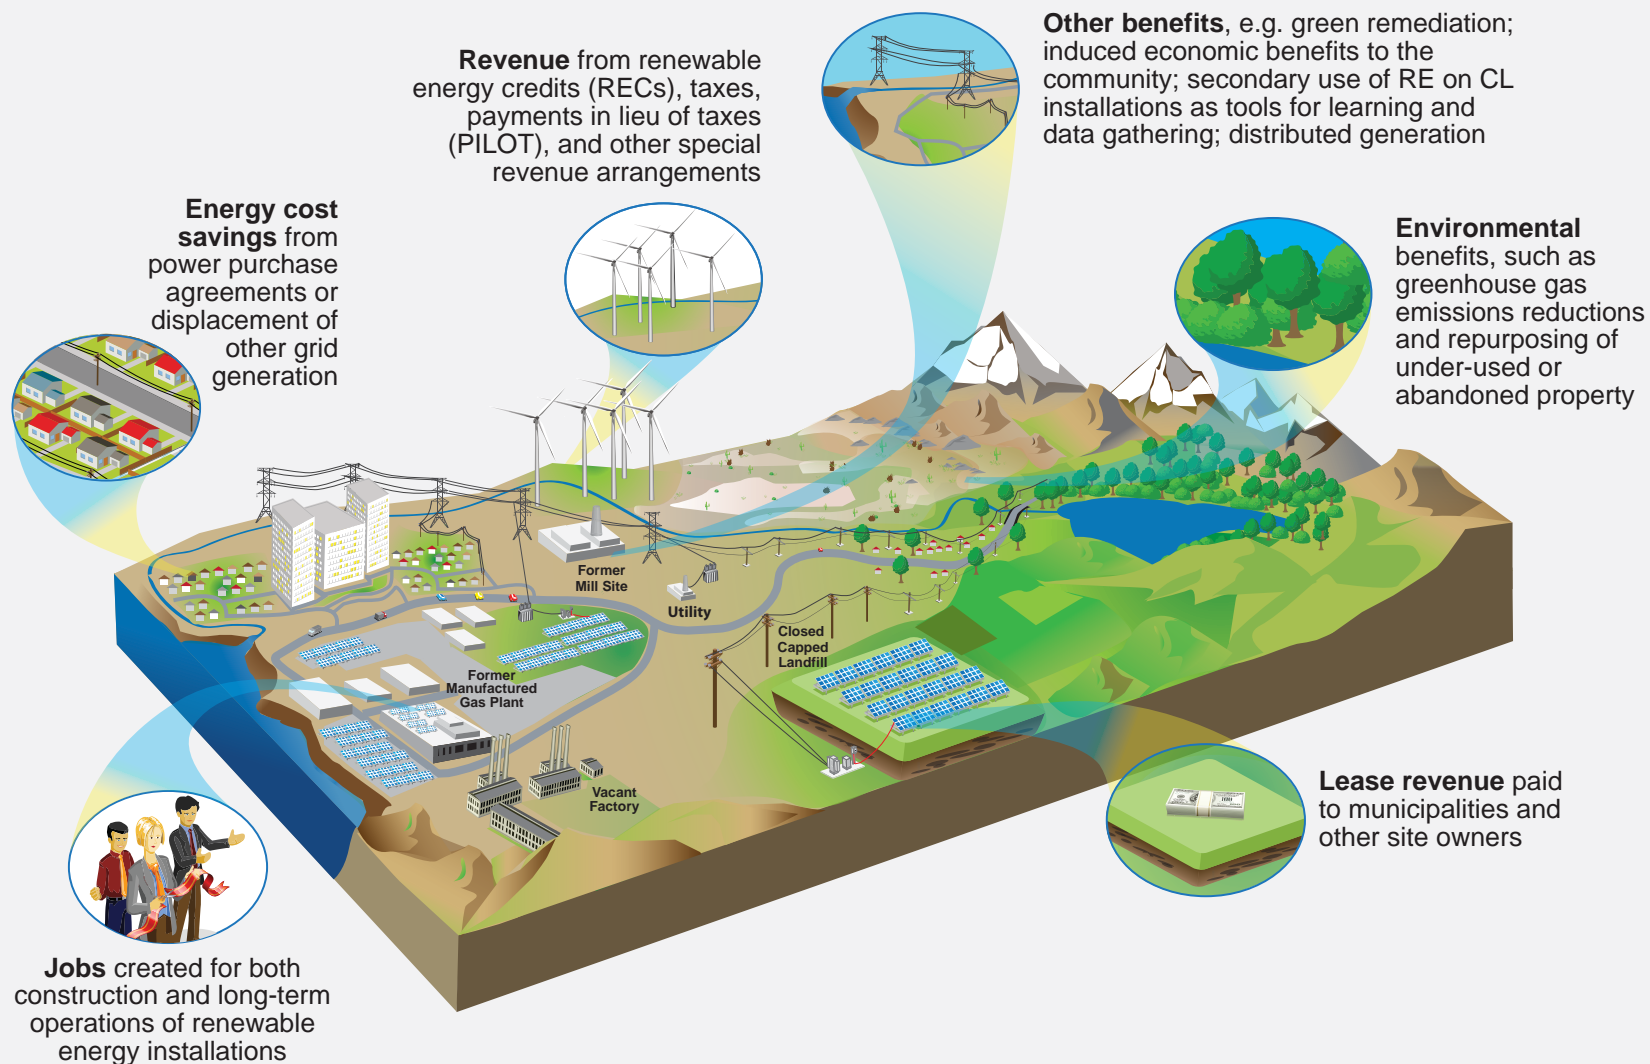 Other benefits, e.g. green remediation;
induced economic benefits to the
community; secondary use of RE on CL
installations as tools for learning and
data gathering; distributed generation
Revenue from renewable
energy credits (RECs), taxes,
payments in lieu of taxes
(PILOT), and other special
revenue arrangements
Energy cost
savings from
power purchase
agreements or
displacement of
other grid
generation
Environmental
benefits, such as
greenhouse gas
emissions reductions
and repurposing of
under-used or
abandoned property
Former
Mill Site
Utility
Closed
Capped
Landfill
Former
Manufactured
Gas Plant
Vacant
Factory
Lease revenue paid
to municipalities and
other site owners
100
Jobs created for both
construction and long-term
operations of renewable
energy installations